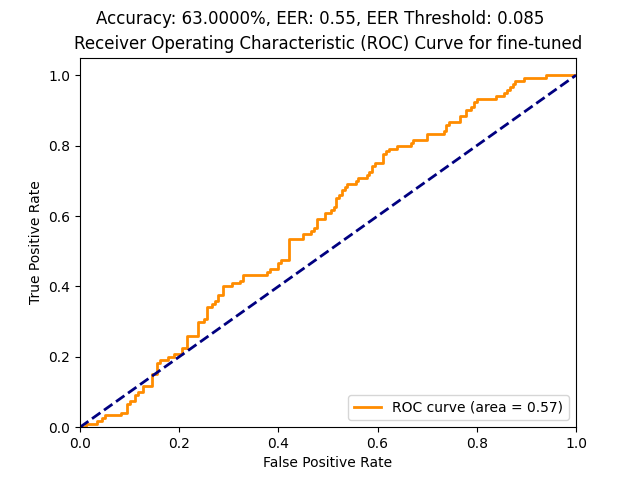 Accuracy: 63.0000%, EER: 0.55, EER Threshold: 0.085
Receiver Operating Characteristic (ROC) Curve for fine-tuned
1.0
0.8
0.6
0.4
0.2
0.0
True Positive Rate
ROC curve (area = 0.57)
0.0 0.2 0.4 0.6 0.8 1.0
False Positive Rate